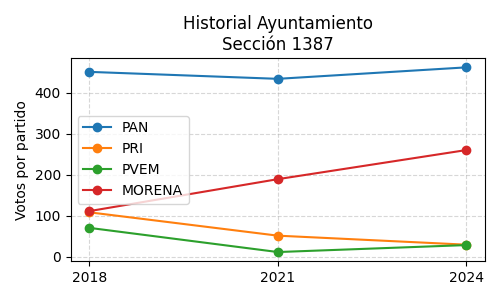 Historial Ayuntamiento
Sección 1387
Votos por partido
400
300
200
100
0
PAN
PRI
PVEM
MORENA
2018
2021
2024